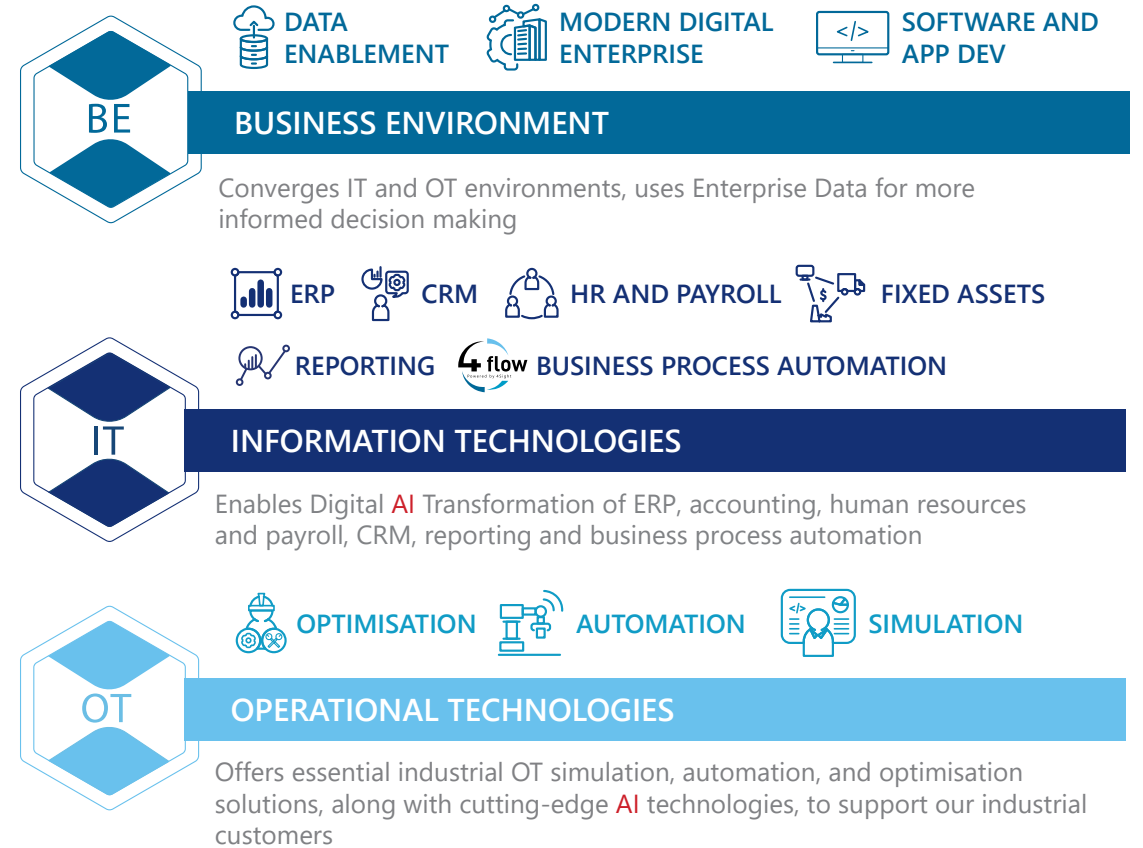 DATA
ENABLEMENT
MODERN DIGITAL
ENTERPRISE
</>
SOFTWARE AND
APP DEV
BE
BUSINESS ENVIRONMENT
Converges IT and OT environments, uses Enterprise Data for more
informed decision making
ERP
CRM
HR AND PAYROLL
$
FIXED ASSETS
REPORTING
4flow
Powered by 4Sight
BUSINESS PROCESS AUTOMATION
IT
INFORMATION TECHNOLOGIES
Enables Digital AI Transformation of ERP, accounting, human resources
and payroll, CRM, reporting and business process automation
OPTIMISATION
AUTOMATION
</>
SIMULATION
OT
OPERATIONAL TECHNOLOGIES
Offers essential industrial OT simulation, automation, and optimisation
solutions, along with cutting-edge AI technologies, to support our industrial
customers